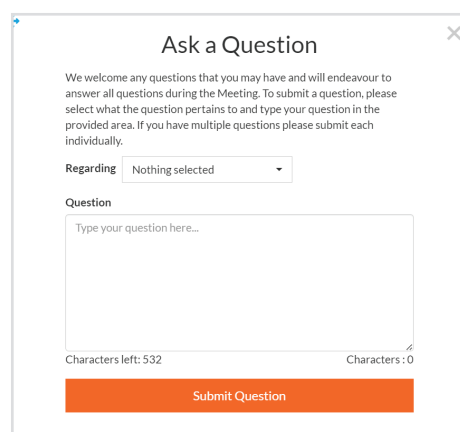 Ask a Question
We welcome any questions that you may have and will endeavour to
answer all questions during the Meeting. To submit a question, please
select what the question pertains to and type your question in the
provided area. If you have multiple questions please submit each
individually.
Regarding Nothing selected
Question
Type your question here...
Characters left: 532 Characters : 0
Submit Question